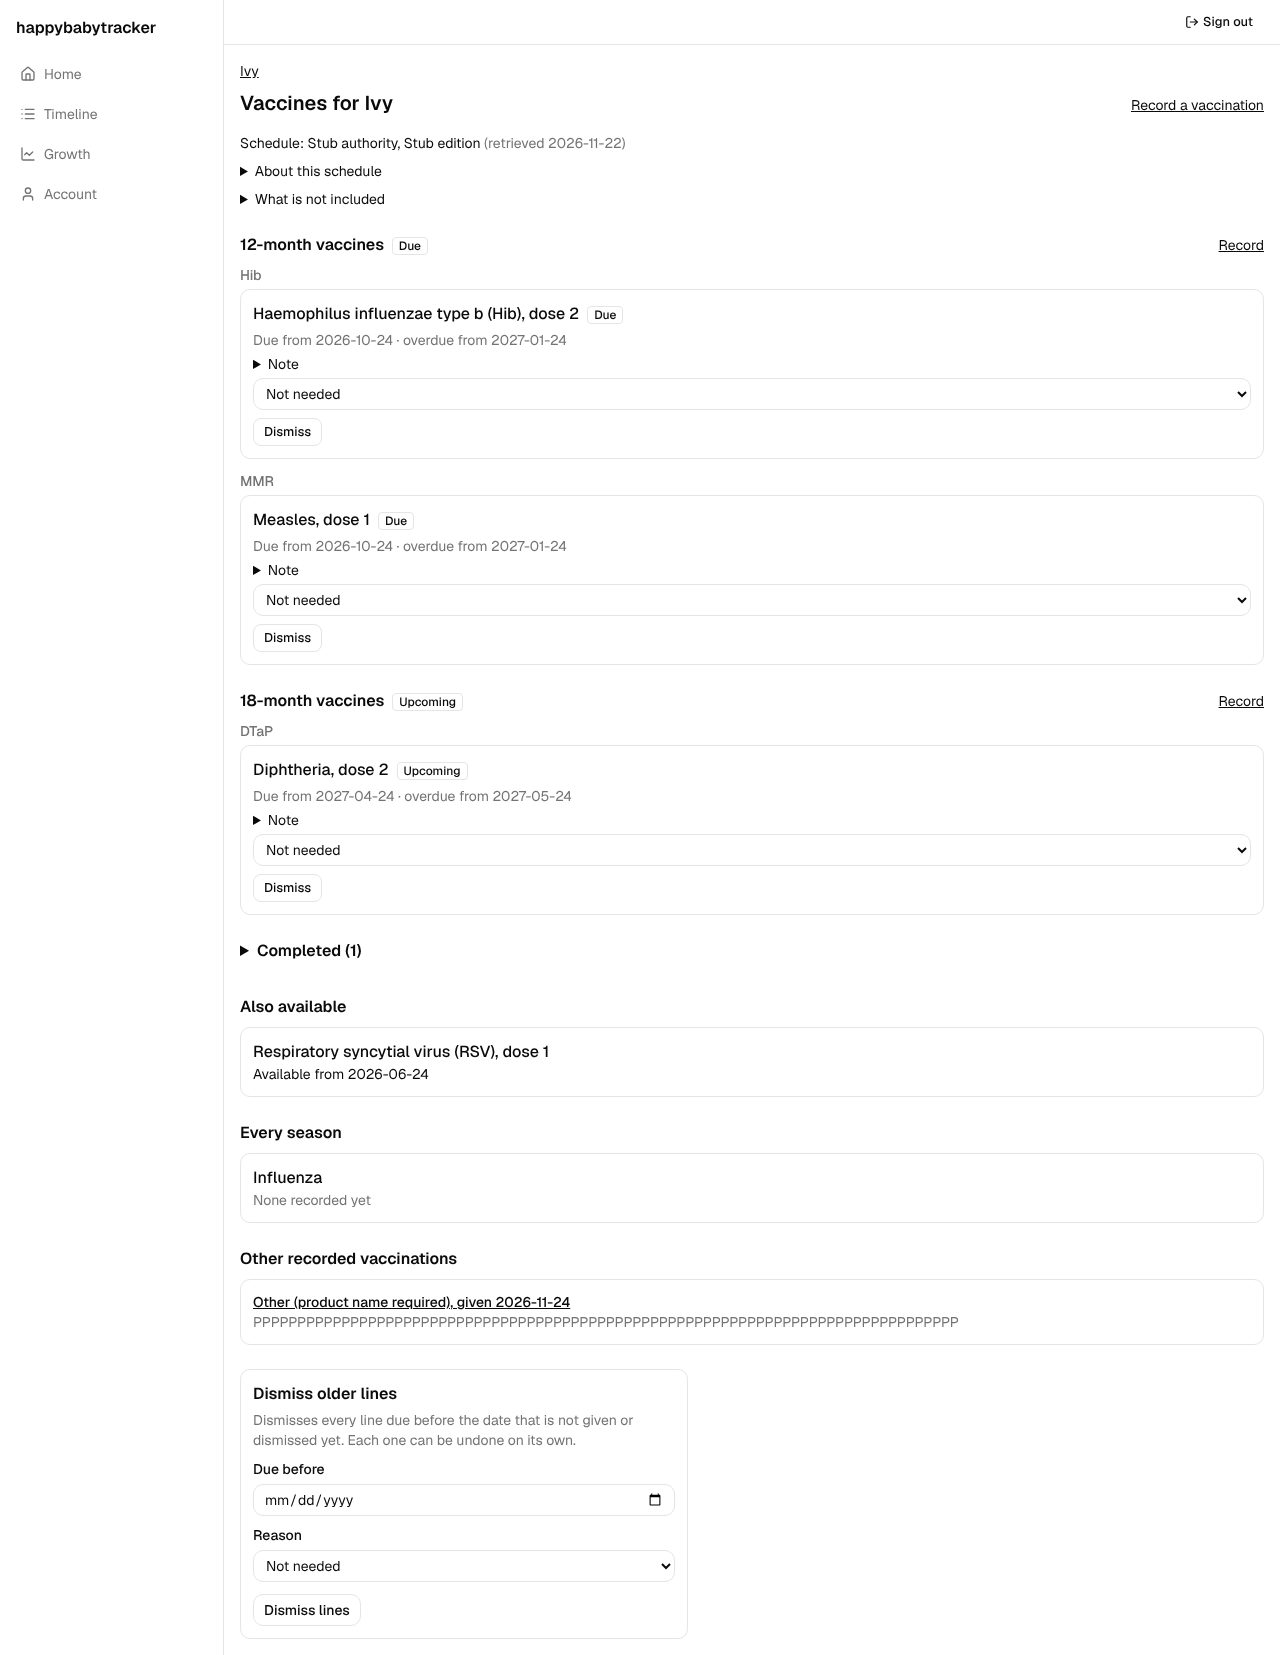 happybabytracker
Sign out
Home
Timeline
Growth
Account
Ivy
Vaccines for Ivy
Record a vaccination
Schedule: Stub authority, Stub edition (retrieved 2026-11-22)
About this schedule
What is not included
12-month vaccines Due
Record
Hib
Haemophilus influenzae type b (Hib), dose 2 Due
Due from 2026-10-24 · overdue from 2027-01-24
Note
Not needed
Dismiss
MMR
Measles, dose 1 Due
Due from 2026-10-24 · overdue from 2027-01-24
Note
Not needed
Dismiss
18-month vaccines Upcoming
Record
DTaP
Diphtheria, dose 2 Upcoming
Due from 2027-04-24 · overdue from 2027-05-24
Note
Not needed
Dismiss
Completed (1)
Also available
Respiratory syncytial virus (RSV), dose 1
Available from 2026-06-24
Every season
Influenza
None recorded yet
Other recorded vaccinations
Other (product name required), given 2026-11-24
PPPPPPPPPPPPPPPPPPPPPPPPPPPPPPPPPPPPPPPPPPPPPPPPPPPPPPPPPPPPPPPPPPPPPPPPPPPPPPPP
Dismiss older lines
Dismisses every line due before the date that is not given or
dismissed yet. Each one can be undone on its own.
Due before
mm/dd/yyyy
Reason
Not needed
Dismiss lines